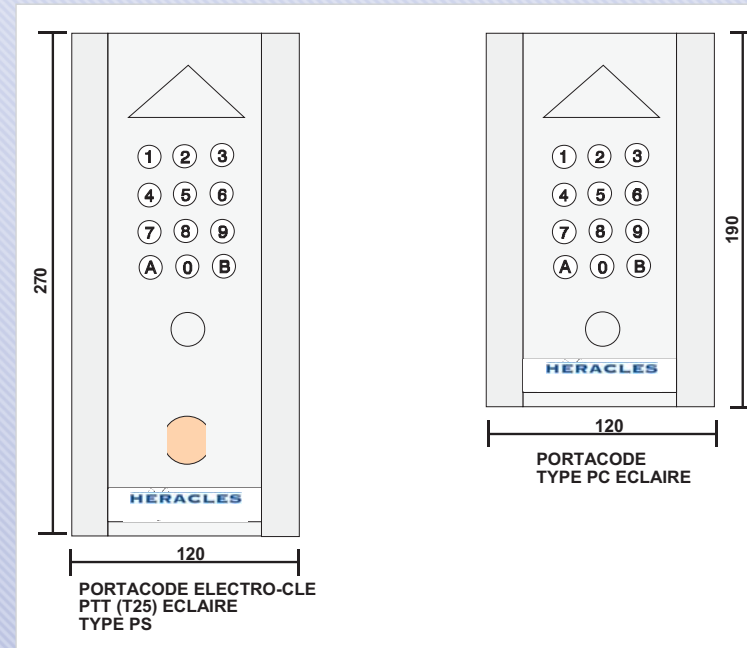 1 2 3
4 5 6
7 8 9
A 0 B
HERACLES
270
120
PORTACODE ELECTRO-CLE
PTT (T25) ECLAIRE
TYPE PS
1 2 3
4 5 6
7 8 9
A 0 B
HERACLES
190
120
PORTACODE
TYPE PC ECLAIRE